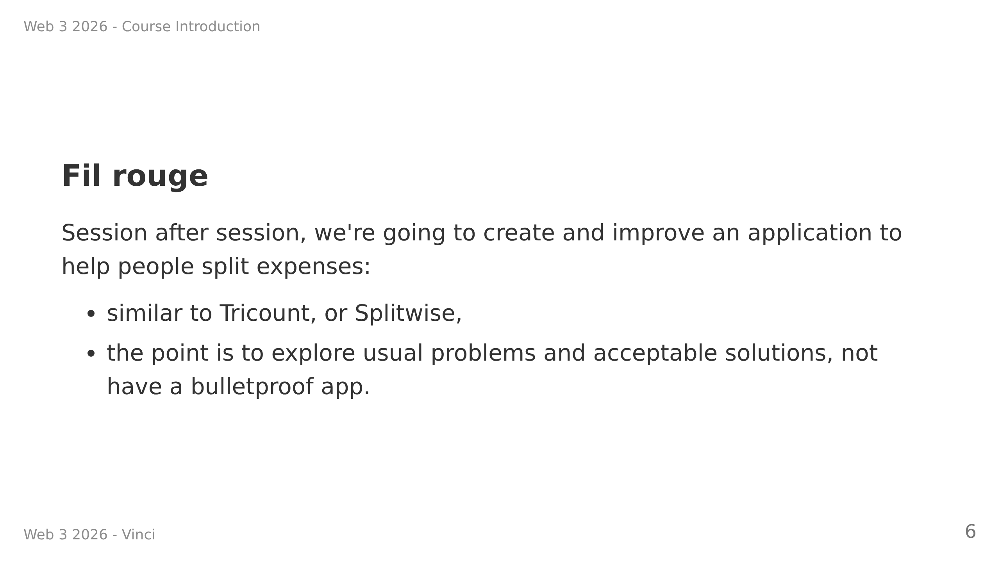 Web 3 2026 - Course Introduction
Fil rouge
Session after session, we're going to create and improve an application to
help people split expenses:
• similar to Tricount, or Splitwise,
• the point is to explore usual problems and acceptable solutions, not
have a bulletproof app.
Web 3 2026 - Vinci
6